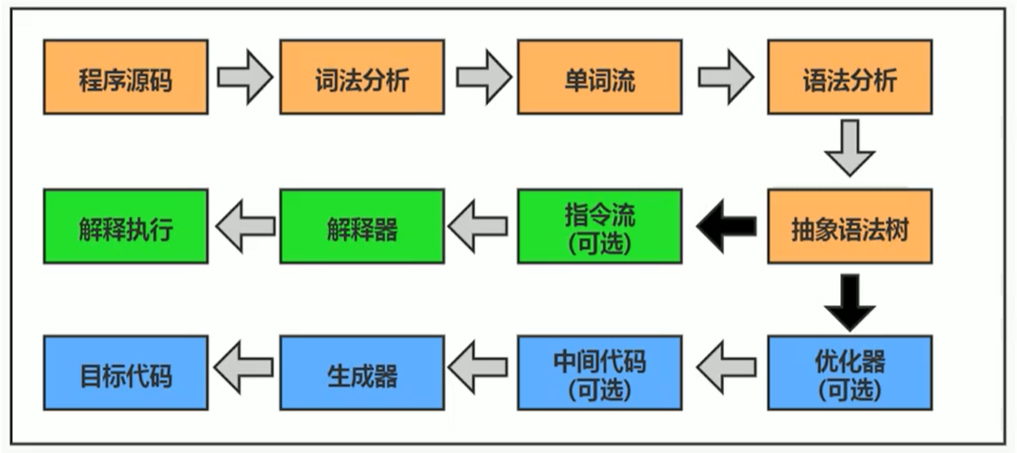 程序源码
词法分析
单词流
语法分析
解释执行
解释器
指令流
(可选)
抽象语法树
目标代码
生成器
中间代码
(可选)
优化器
(可选)